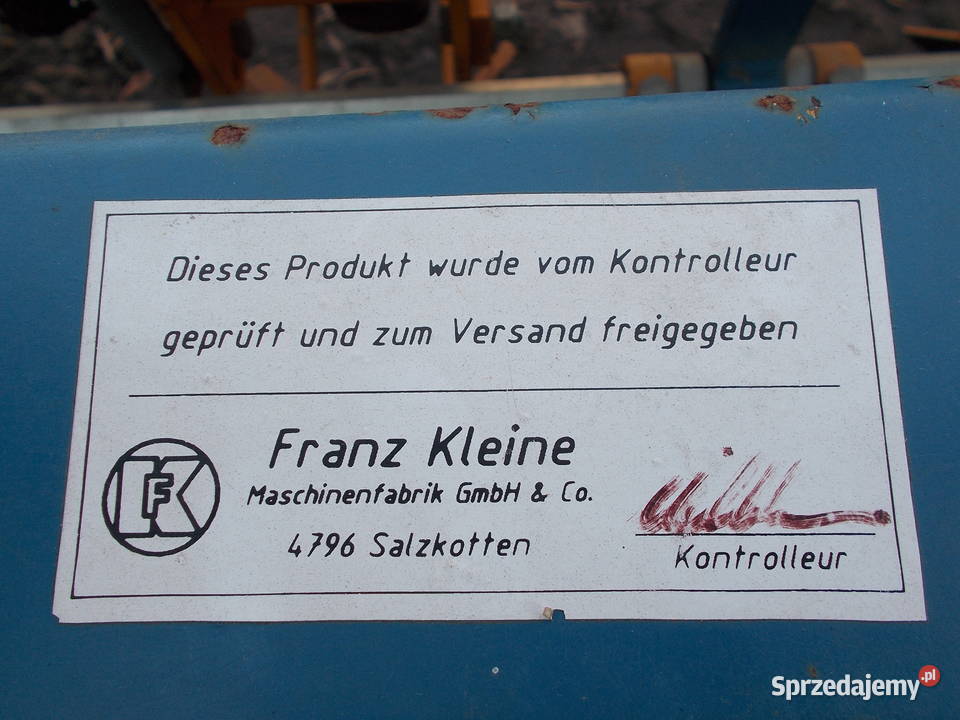 Dieses Produkt wurde vom Kontrolleur
geprüft und zum Versand freigegeben
FK
Franz Kleine
Maschinenfabrik GmbH & Co.
4796 Salzkotten
Kontrolleur
Sprzedajemy.pl